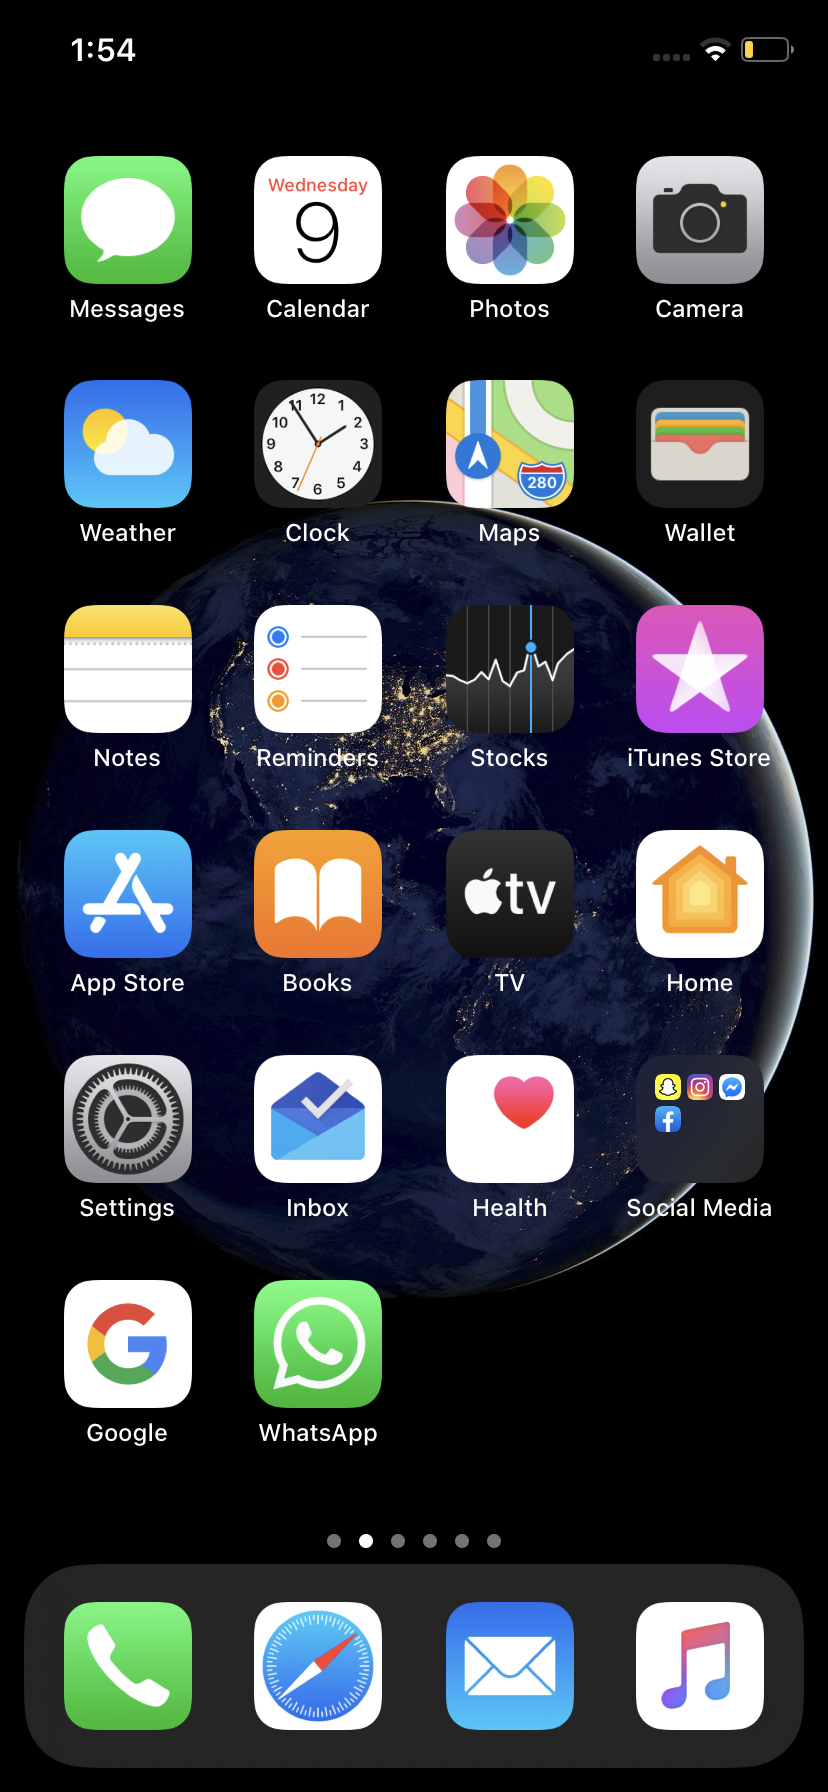 1:54
Wednesday
9
Messages
Calendar
Photos
Camera
12
11
1
10
2
9
3
8
4
7
5
6
280
Weather
Clock
Maps
Wallet
Notes
Reminders
Stocks
iTunes Store
tv
App Store
Books
TV
Home
Settings
Inbox
Health
Social Media
G
Google
WhatsApp